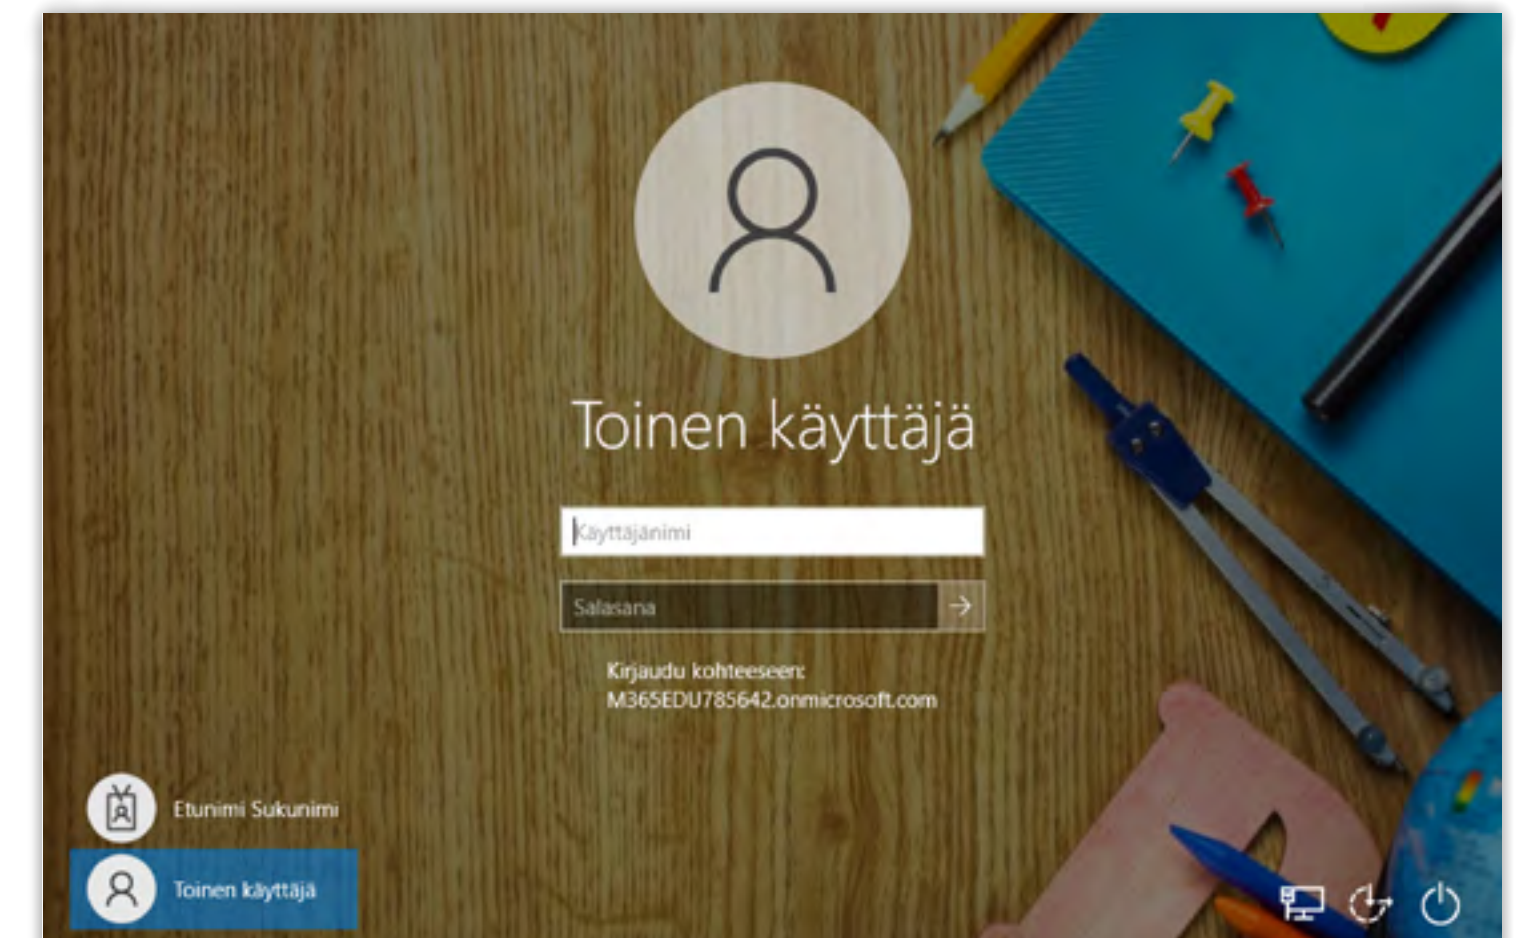 Toinen käyttäjä
Käyttäjänimi
Salasana
Kirjaudu kohteeseen:
M365EDU785642.onmicrosoft.com
Etunimi Sukunimi
Toinen käyttäjä